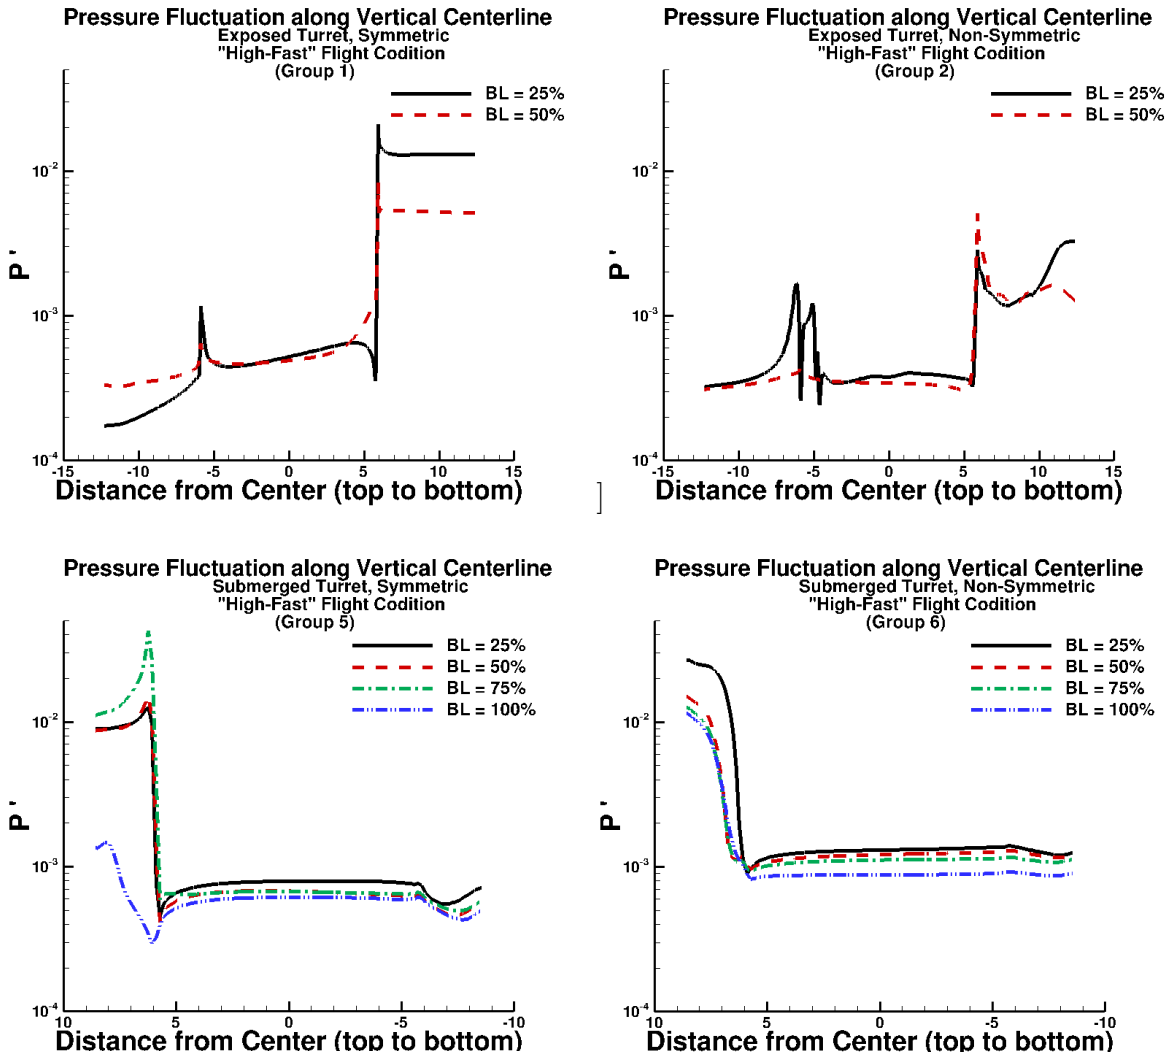 Pressure Fluctuation along Vertical Centerline
Exposed Turret, Symmetric
"High-Fast" Flight Codition
(Group 1)
BL = 25%
BL = 50%
10-2
10-3
10-4
P'
-15 -10 -5 0 5 10 15
Distance from Center (top to bottom)
Pressure Fluctuation along Vertical Centerline
Exposed Turret, Non-Symmetric
"High-Fast" Flight Codition
(Group 2)
BL = 25%
BL = 50%
10-2
10-3
10-4
P'
-15 -10 -5 0 5 10 15
Distance from Center (top to bottom)
]
Pressure Fluctuation along Vertical Centerline
Submerged Turret, Symmetric
"High-Fast" Flight Codition
(Group 5)
BL = 25%
BL = 50%
BL = 75%
BL = 100%
10-2
10-3
10-4
P'
10 5 0 -5 -10
Distance from Center (top to bottom)
Pressure Fluctuation along Vertical Centerline
Submerged Turret, Non-Symmetric
"High-Fast" Flight Codition
(Group 6)
BL = 25%
BL = 50%
BL = 75%
BL = 100%
10-2
10-3
10-4
P'
10 5 0 -5 -10
Distance from Center (top to bottom)